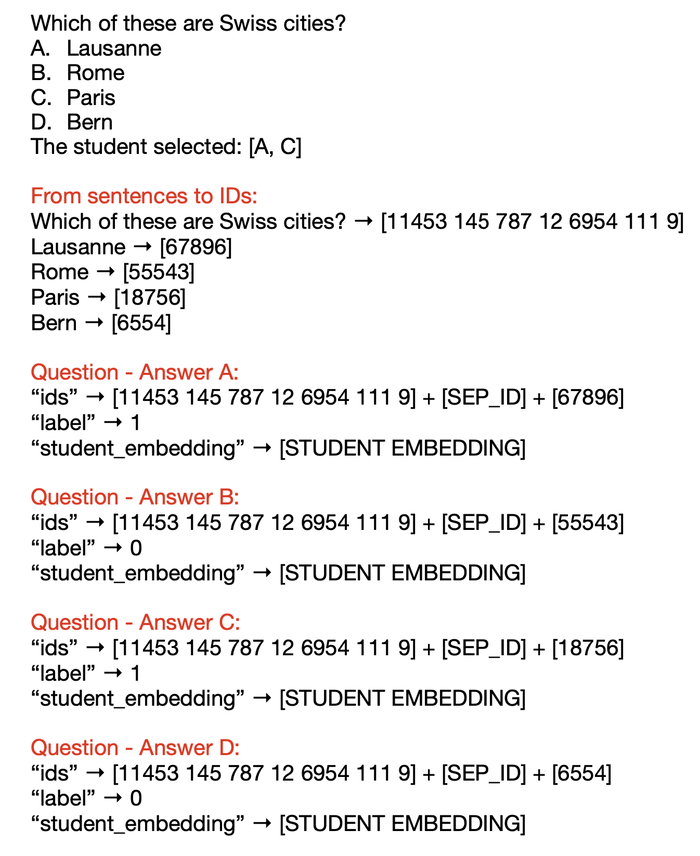 Which of these are Swiss cities?
A. Lausanne
B. Rome
C. Paris
D. Bern
The student selected: [A, C]
From sentences to IDs:
Which of these are Swiss cities? → [11453 145 787 12 6954 111 9]
Lausanne → [67896]
Rome → [55543]
Paris → [18756]
Bern → [6554]
Question - Answer A:
“ids” → [11453 145 787 12 6954 111 9] + [SEP_ID] + [67896]
“label” → 1
“student_embedding” → [STUDENT EMBEDDING]
Question - Answer B:
“ids” → [11453 145 787 12 6954 111 9] + [SEP_ID] + [55543]
“label” → 0
“student_embedding” → [STUDENT EMBEDDING]
Question - Answer C:
“ids” → [11453 145 787 12 6954 111 9] + [SEP_ID] + [18756]
“label” → 1
“student_embedding” → [STUDENT EMBEDDING]
Question - Answer D:
“ids” → [11453 145 787 12 6954 111 9] + [SEP_ID] + [6554]
“label” → 0
“student_embedding” → [STUDENT EMBEDDING]